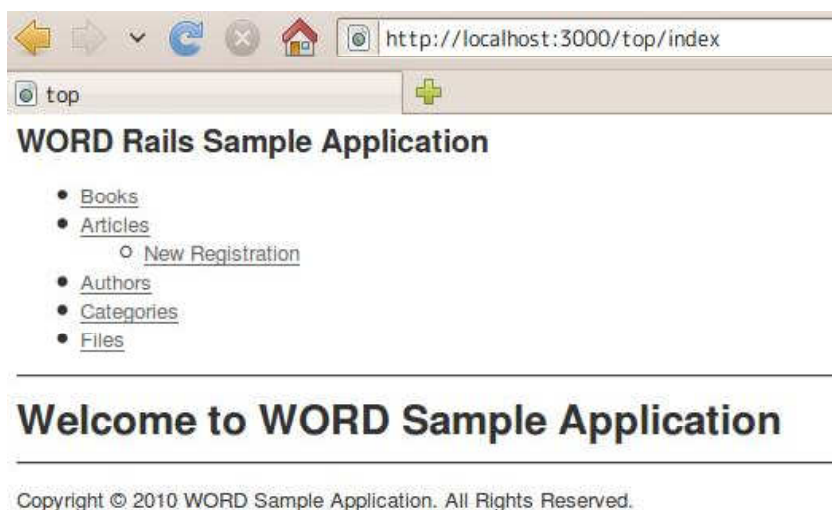 http://localhost:3000/top/index
top
WORD Rails Sample Application
Books
Articles
New Registration
Authors
Categories
Files
Welcome to WORD Sample Application
Copyright © 2010 WORD Sample Application. All Rights Reserved.